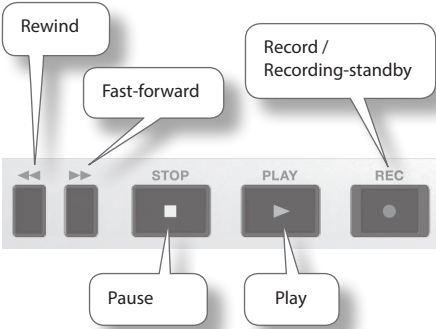 Rewind
Record /
Recording-standby
Fast-forward
STOP
PLAY
REC
Pause
Play